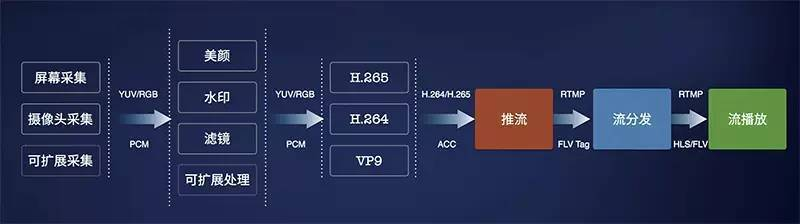 屏幕采集
摄像头采集
可扩展采集
YUV/RGB
PCM
美颜
水印
滤镜
可扩展处理
YUV/RGB
PCM
H.265
H.264
VP9
H.264/H.265
ACC
推流
RTMP
FLV Tag
流分发
RTMP
HLS/FLV
流播放